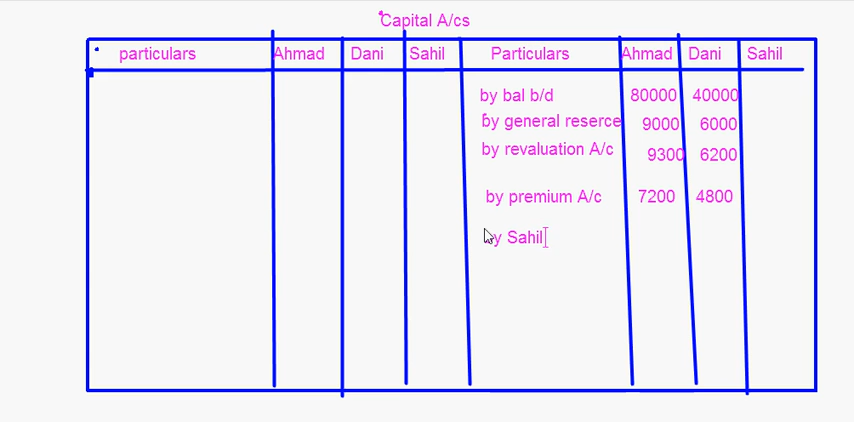 Capital A/cs
particulars Ahmad Dani Sahil Particulars Ahmad Dani Sahil
by bal b/d 80000 40000
by general reserce 9000 6000
by revaluation A/c 9300 6200
by premium A/c 7200 4800
by Sahil